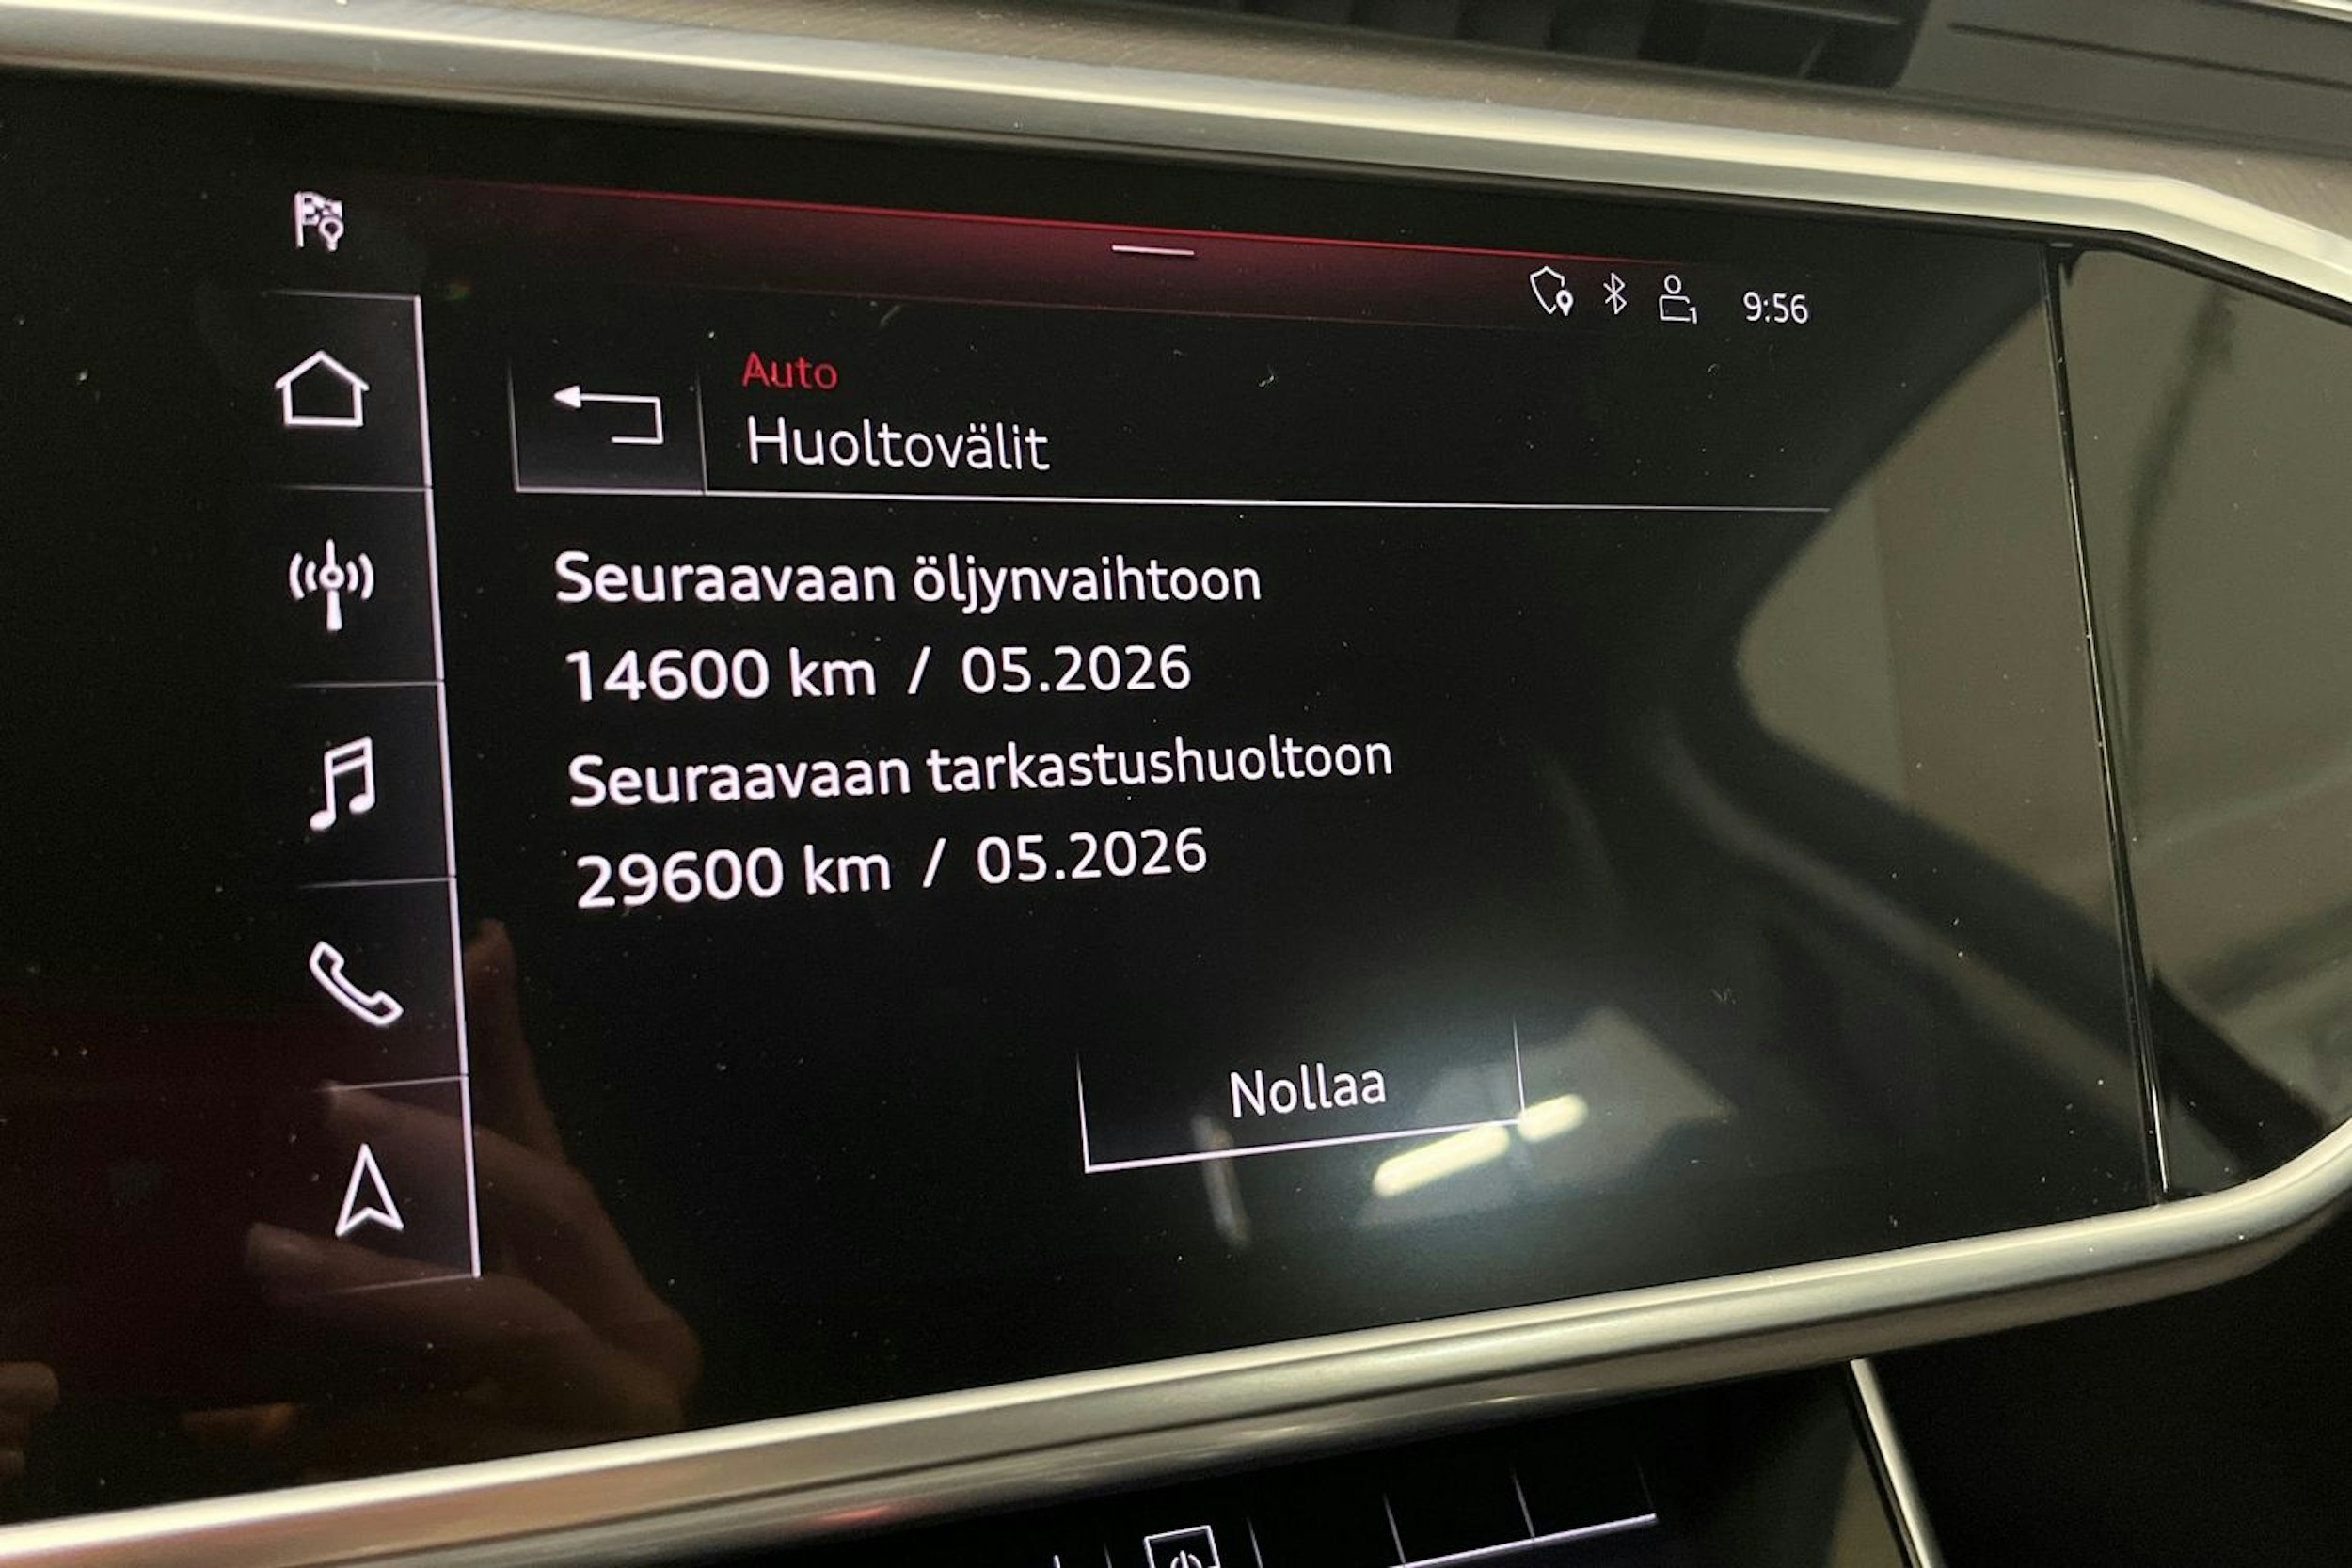 9:56
Auto
Huoltovälit
Seuraavaan öljynvaihtoon
14600 km / 05.2026
Seuraavaan tarkastushuoltoon
29600 km / 05.2026
Nollaa